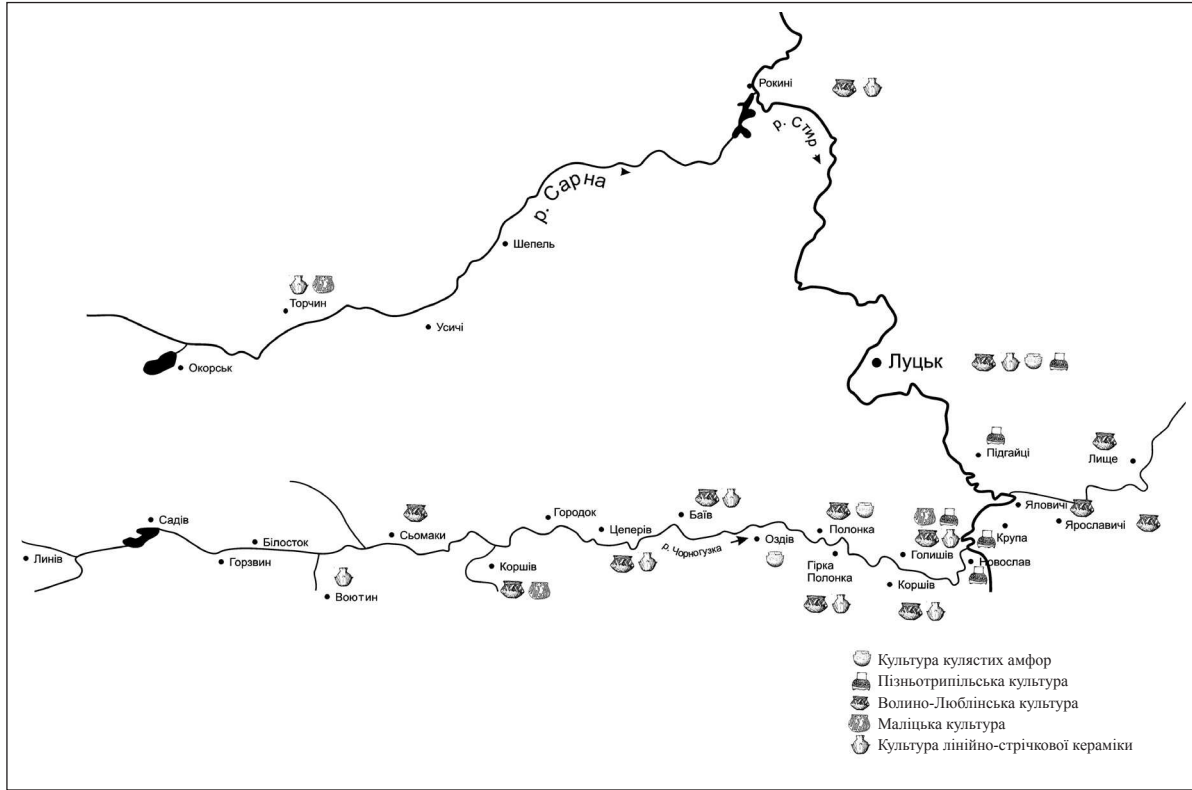 Рокині
р. Стир
р. Сарна
Шепель
Торчин
Усичі
Окорськ
Луцьк
Підгайці
Лище
Яловичі
Ярославичі
Крупа
Садів
Білосток
Сьомаки
Городок
Цеперів
Баїв
Полонка
Линів
Горзвин
Коршів
р. Чорногузка
Оздів
Гірка
Полонка
Голишів
Новослав
Воютин
Коршів
Культура кулястих амфор
Пізньотрипільська культура
Волино-Люблінська культура
Маліцька культура
Культура лінійно-стрічкової кераміки